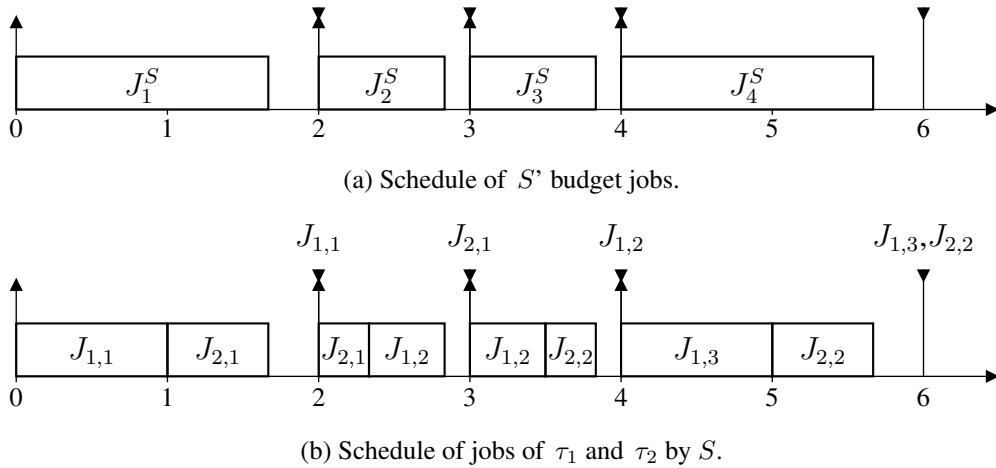 J_1^S J_2^S J_3^S J_4^S
0 1 2 3 4 5 6
(a) Schedule of S’ budget jobs.
J_{1,1} J_{2,1} J_{1,2} J_{1,3},J_{2,2}
J_{1,1} J_{2,1} J_{2,1} J_{1,2} J_{1,2} J_{2,2} J_{1,3} J_{2,2}
0 1 2 3 4 5 6
(b) Schedule of jobs of τ_1 and τ_2 by S.